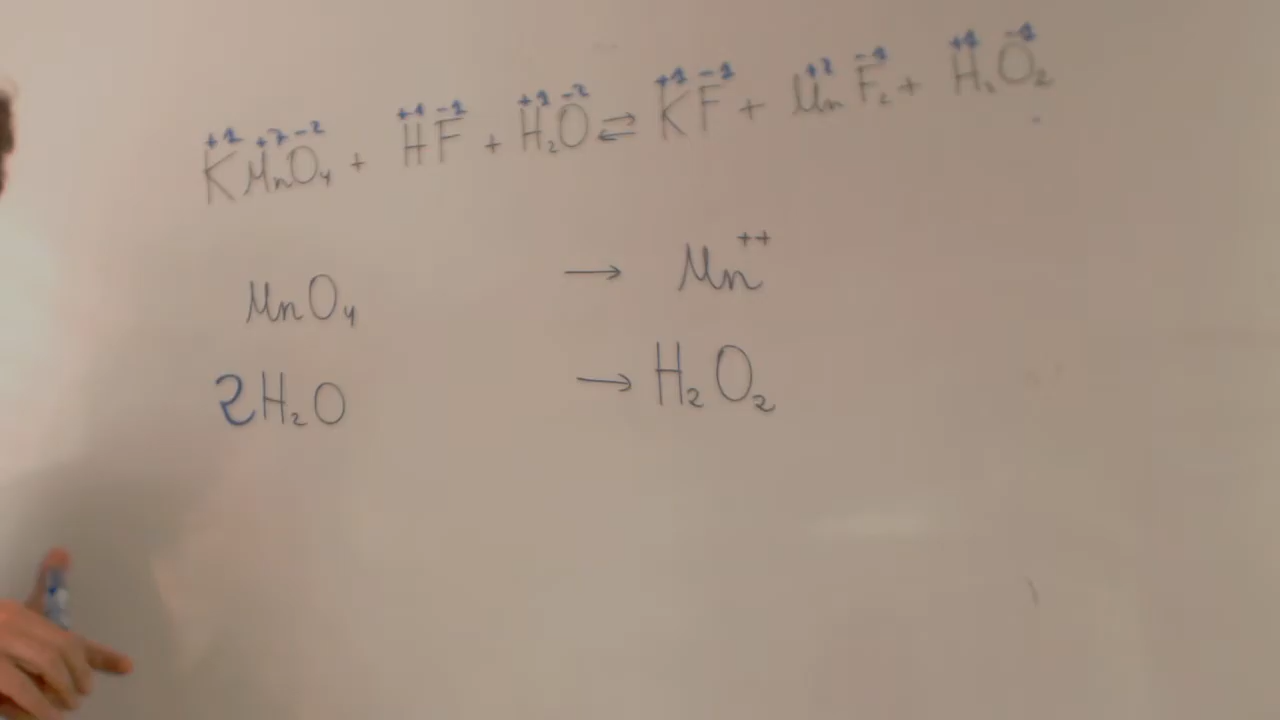 +1 +7 -2 +1 -1 +1 -2 +1 -1 +2 -1 +1 -1
KMnO₄ + HF + H₂O ⇌ KF + MnF₂ + H₂O₂
MnO₄ → Mn⁺⁺
2H₂O → H₂O₂